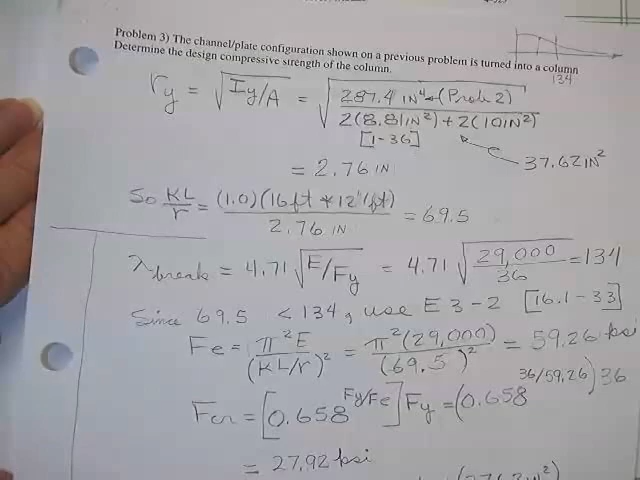 Problem 3) The channel/plate configuration shown on a previous problem is turned into a column
Determine the design compressive strength of the column.
134
ry = √Iy/A = √287.4 IN⁴ ← (Prob 2) / 2(8.81 IN²) + 2(10 IN²)
[1-36]
37.62 IN²
= 2.76 IN
So KL/r = (1.0)(16ft * 12"/ft) / 2.76 IN = 69.5
λbreak = 4.71 √E/Fy = 4.71 √29,000/36 = 134
Since 69.5 < 134, use E3-2 [16.1-33]
Fe = π²E/(KL/r)² = π²(29,000)/(69.5)² = 59.26 ksi
Fcr = [0.658^Fy/Fe] Fy = (0.658^36/59.26) 36
= 27.92 ksi